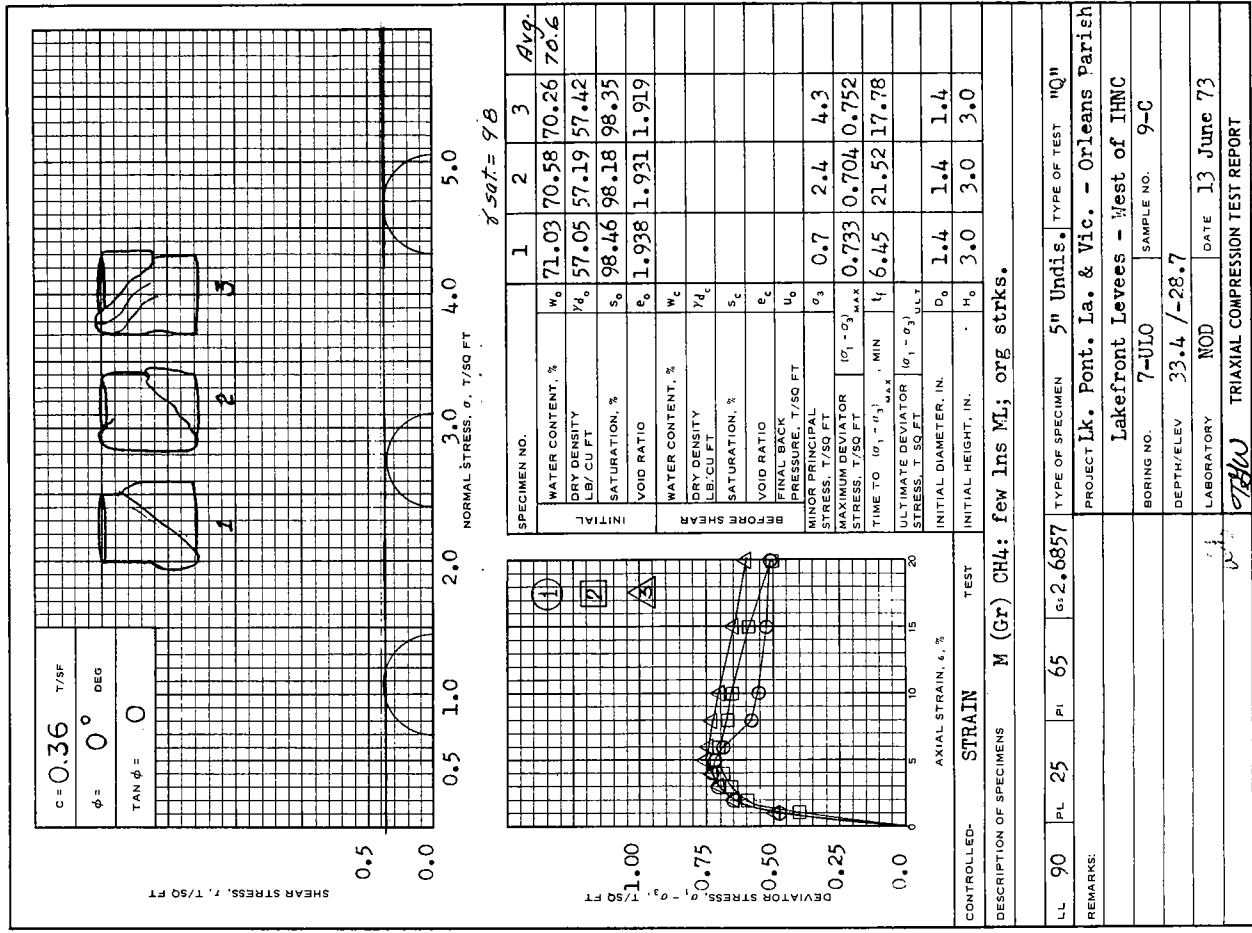 C = 0.36 T/SF
φ = 0° DEG
TAN φ = 0
SHEAR STRESS, τ, T/SQ FT
0.5
0.0
0.5 1.0 2.0 3.0 4.0 5.0
NORMAL STRESS, σ, T/SQ FT
1 2 3
γ sat. = 98
DEVIATOR STRESS, σ₁ - σ₃, T/SQ FT
1.00
0.75
0.50
0.25
0.0
1
2
3
0 5 10 15 20
AXIAL STRAIN, ε, %
SPECIMEN NO. 1 2 3 Avg.
INITIAL
WATER CONTENT, % w₀ 71.03 70.58 70.26 70.6
DRY DENSITY LB/ CU FT γd₀ 57.05 57.19 57.42
SATURATION, % S₀ 98.46 98.18 98.35
VOID RATIO e₀ 1.938 1.931 1.919
BEFORE SHEAR
WATER CONTENT, % wc
DRY DENSITY LB/CU FT γdc
SATURATION, % Sc
VOID RATIO ec
FINAL BACK PRESSURE, T/SQ FT u₀
MINOR PRINCIPAL STRESS, T/SQ FT σ₃ 0.7 2.4 4.3
MAXIMUM DEVIATOR STRESS, T/SQ FT (σ₁ - σ₃) MAX 0.733 0.704 0.752
TIME TO (σ₁ - σ₃) MAX, MIN tf 6.45 21.52 17.78
ULTIMATE DEVIATOR STRESS, T SQ FT (σ₁ - σ₃) ULT
INITIAL DIAMETER, IN. D₀ 1.4 1.4 1.4
INITIAL HEIGHT, IN. H₀ 3.0 3.0 3.0
CONTROLLED- STRAIN TEST
DESCRIPTION OF SPECIMENS M (Gr) CH4: few lns ML; org strks.
LL 90 PL 25 PI 65 Gs 2.6857 TYPE OF SPECIMEN 5" Undis. TYPE OF TEST "Q"
REMARKS:
PROJECT Lk. Pont. La. & Vic. - Orleans Parish
Lakefront Levees - West of IHNC
BORING NO. 7-ULO SAMPLE NO. 9-C
DEPTH/ELEV 33.4 /-28.7
LABORATORY NOD DATE 13 June 73
TRIAXIAL COMPRESSION TEST REPORT